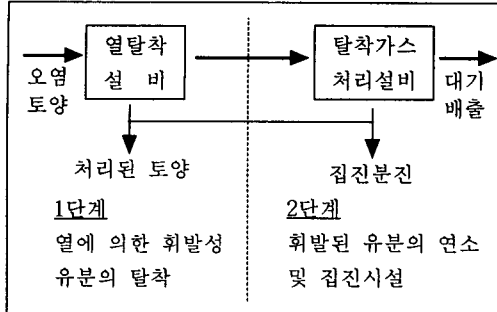 오염
토양
열탈착
설 비
탈착가스
처리설비
대기
배출
처리된 토양
집진분진
1단계
열에 의한 휘발성
유분의 탈착
2단계
휘발된 유분의 연소
및 집진시설